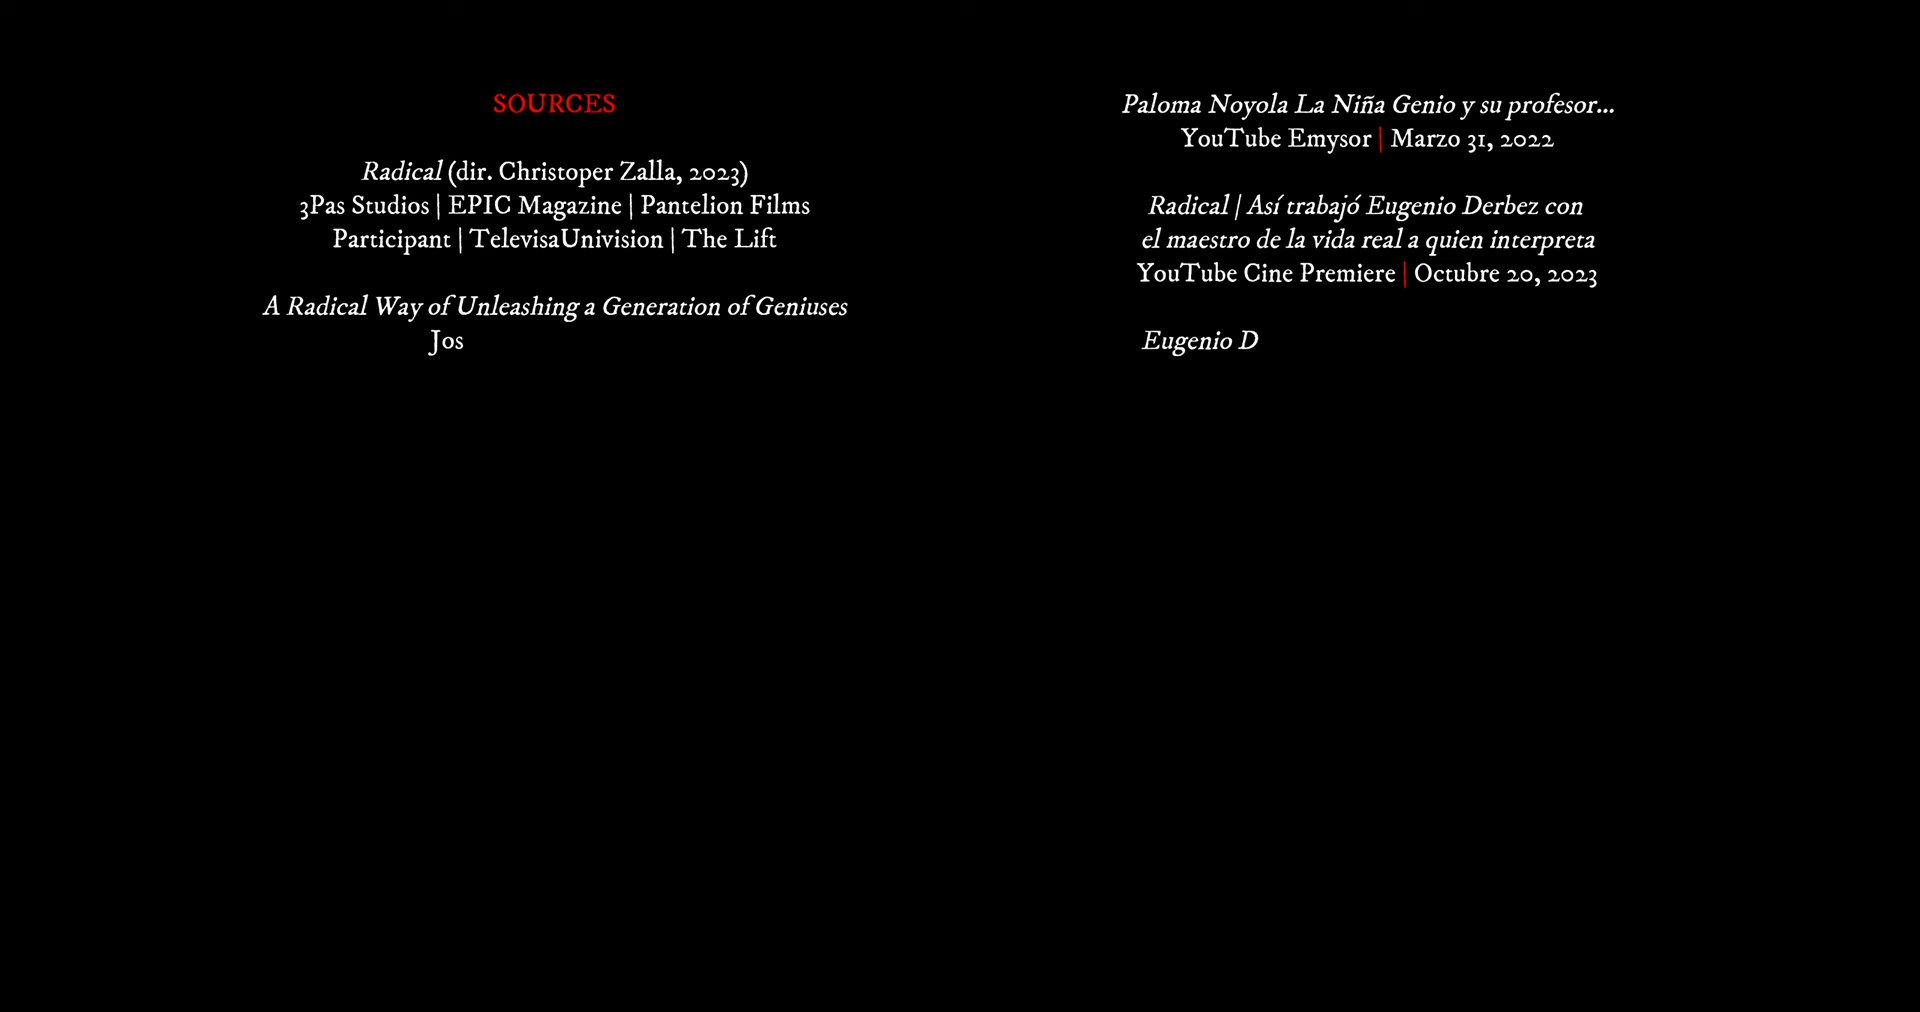 SOURCES
Radical (dir. Christoper Zalla, 2023)
3Pas Studios | EPIC Magazine | Pantelion Films
Participant | TelevisaUnivision | The Lift
A Radical Way of Unleashing a Generation of Geniuses
Jos
Paloma Noyola La Niña Genio y su profesor...
YouTube Emysor | Marzo 31, 2022
Radical | Así trabajó Eugenio Derbez con
el maestro de la vida real a quien interpreta
YouTube Cine Premiere | Octubre 20, 2023
Eugenio D